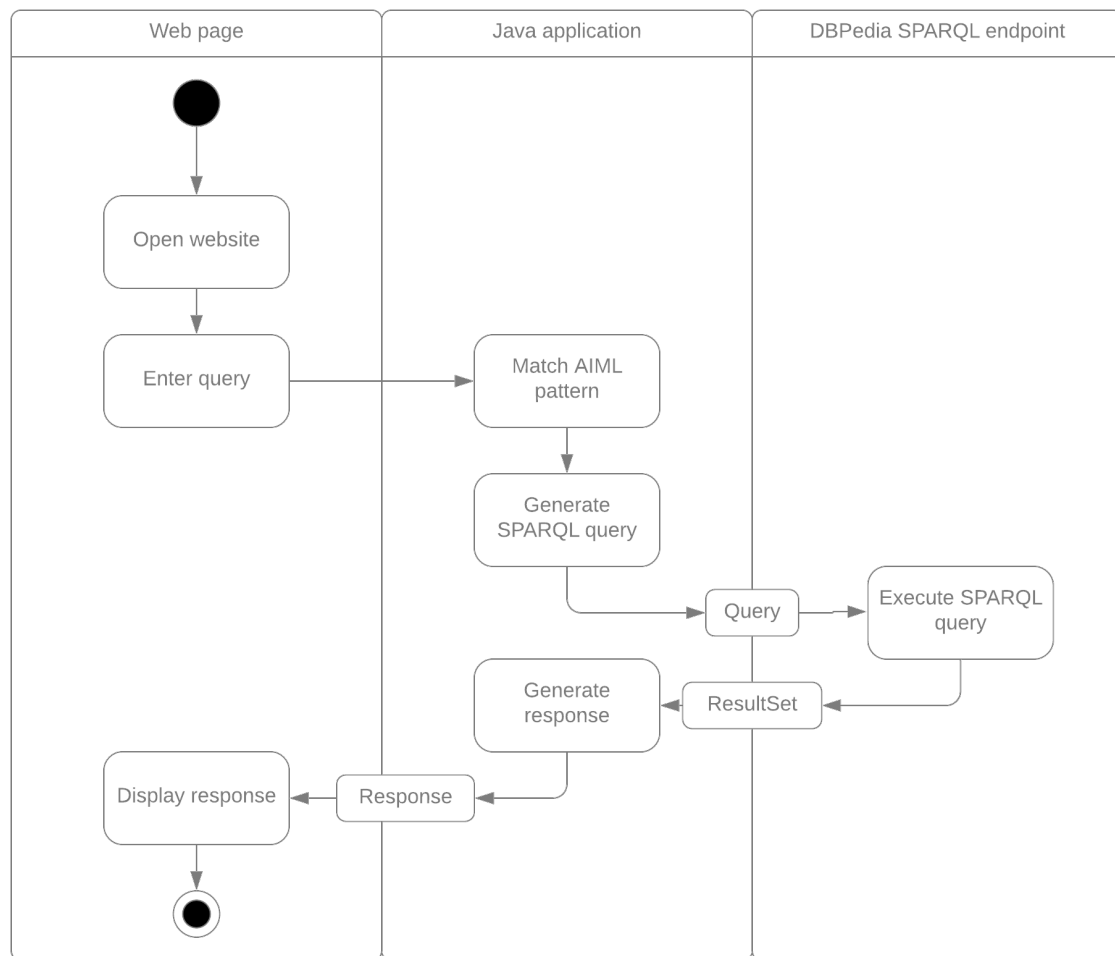 Web page
Java application
DBPedia SPARQL endpoint
Open website
Enter query
Match AIML
pattern
Generate
SPARQL query
Query
Execute SPARQL
query
ResultSet
Generate
response
Response
Display response